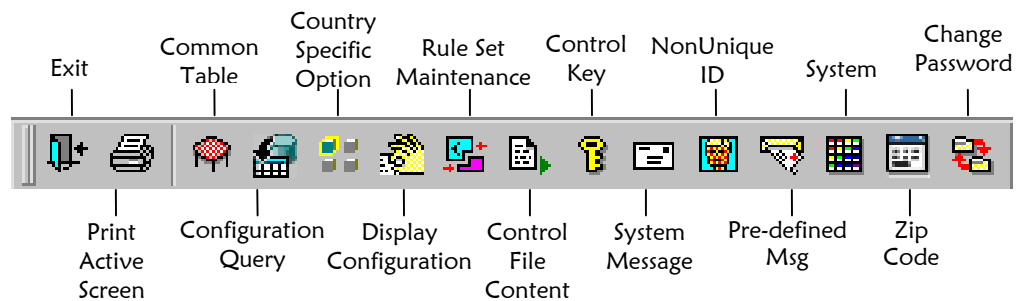 Exit
Common
Table
Country
Specific
Option
Rule Set
Maintenance
Control
Key
NonUnique
ID
System
Change
Password
Print
Active
Screen
Configuration
Query
Display
Configuration
Control
File
Content
System
Message
Pre-defined
Msg
Zip
Code